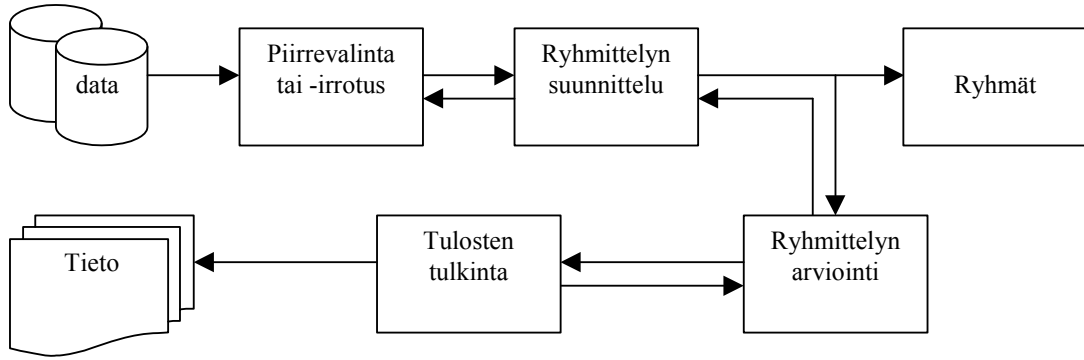 data
Piirrevalinta
tai -irrotus
Ryhmittelyn
suunnittelu
Ryhmät
Tieto
Tulosten
tulkinta
Ryhmittelyn
arviointi